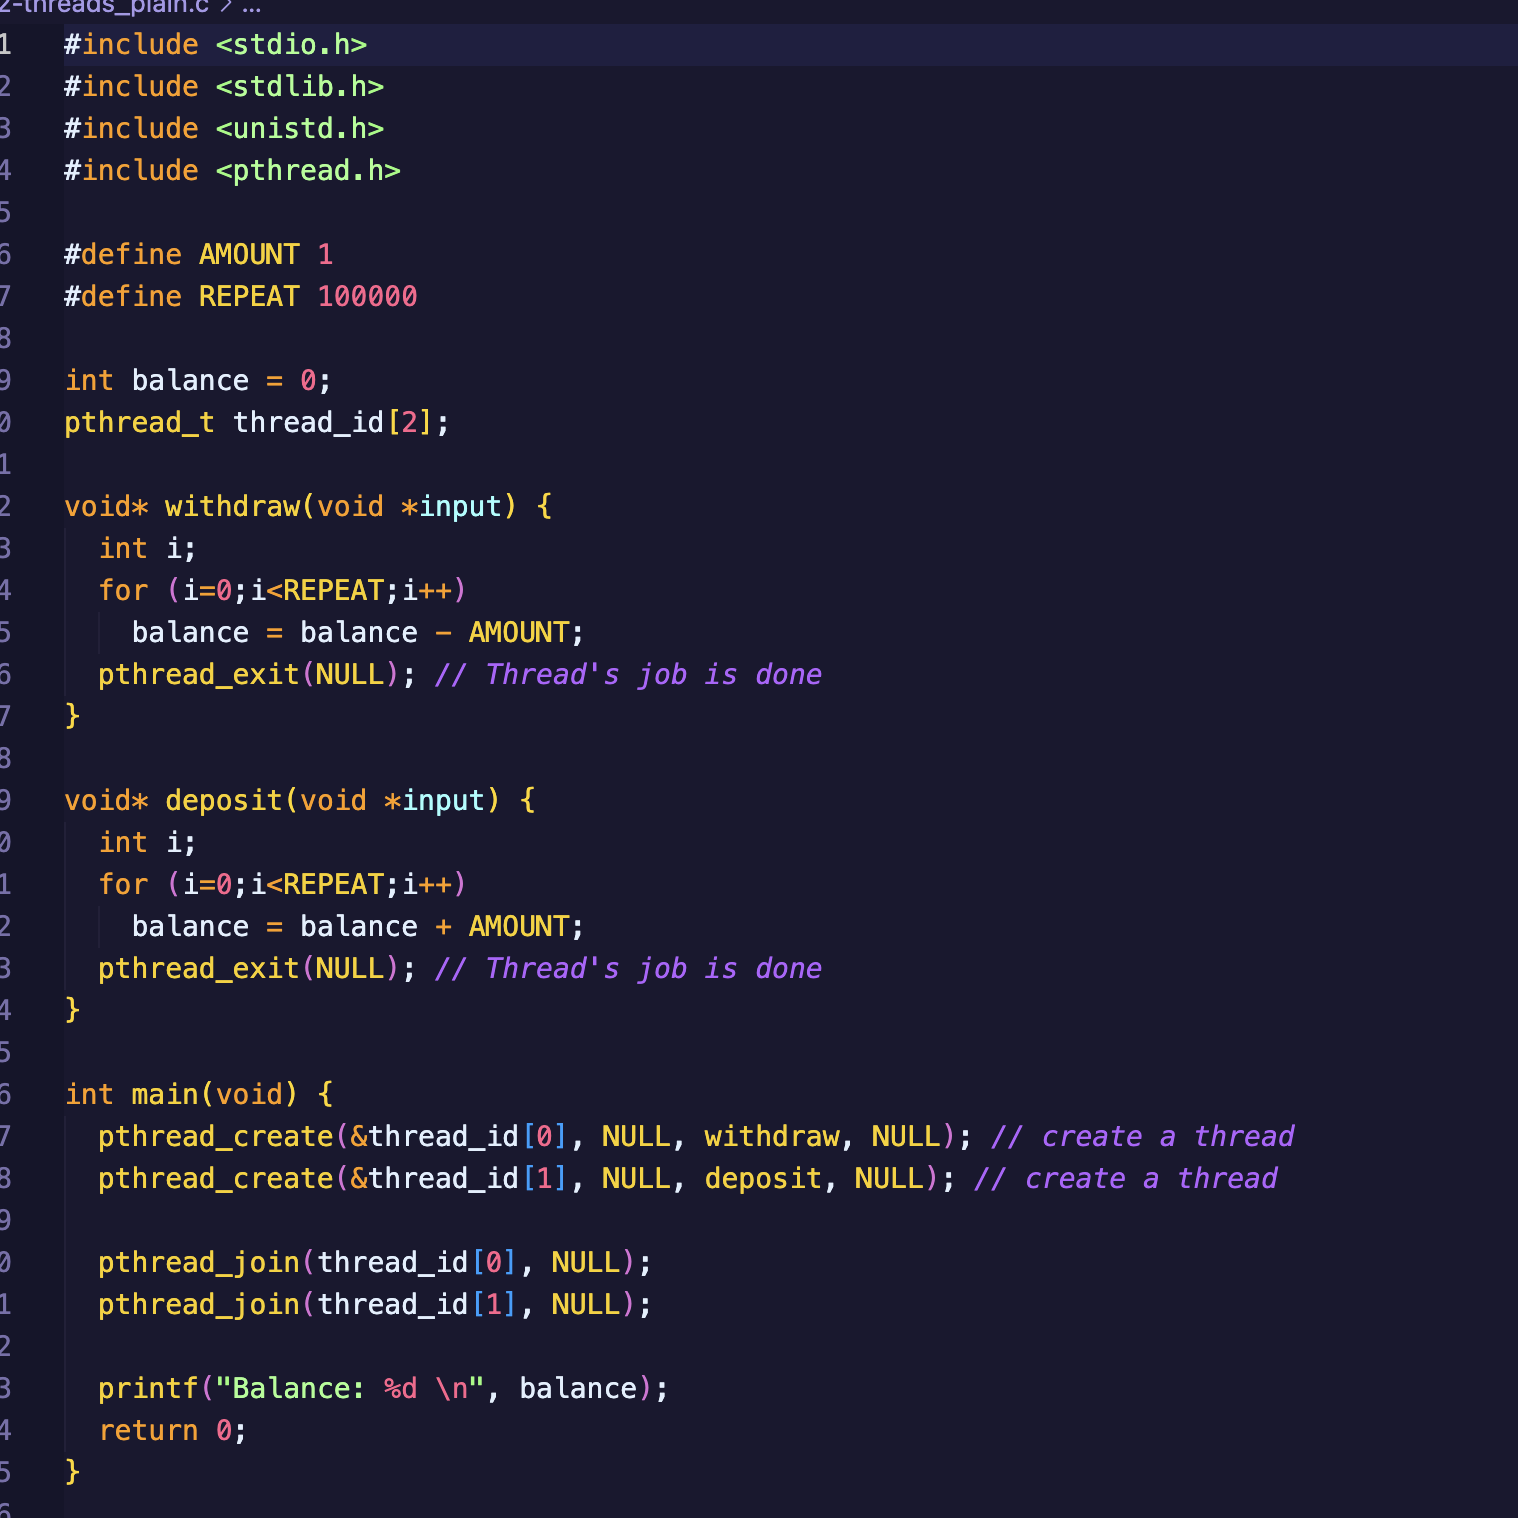 2-threads_plain.c > ...
1 #include <stdio.h>
2 #include <stdlib.h>
3 #include <unistd.h>
4 #include <pthread.h>
5
6 #define AMOUNT 1
7 #define REPEAT 100000
8
9 int balance = 0;
0 pthread_t thread_id[2];
1
2 void* withdraw(void *input) {
3   int i;
4   for (i=0;i<REPEAT;i++)
5     balance = balance - AMOUNT;
6   pthread_exit(NULL); // Thread's job is done
7 }
8
9 void* deposit(void *input) {
0   int i;
1   for (i=0;i<REPEAT;i++)
2     balance = balance + AMOUNT;
3   pthread_exit(NULL); // Thread's job is done
4 }
5
6 int main(void) {
7   pthread_create(&thread_id[0], NULL, withdraw, NULL); // create a thread
8   pthread_create(&thread_id[1], NULL, deposit, NULL); // create a thread
9
0   pthread_join(thread_id[0], NULL);
1   pthread_join(thread_id[1], NULL);
2
3   printf("Balance: %d \n", balance);
4   return 0;
5 }
6